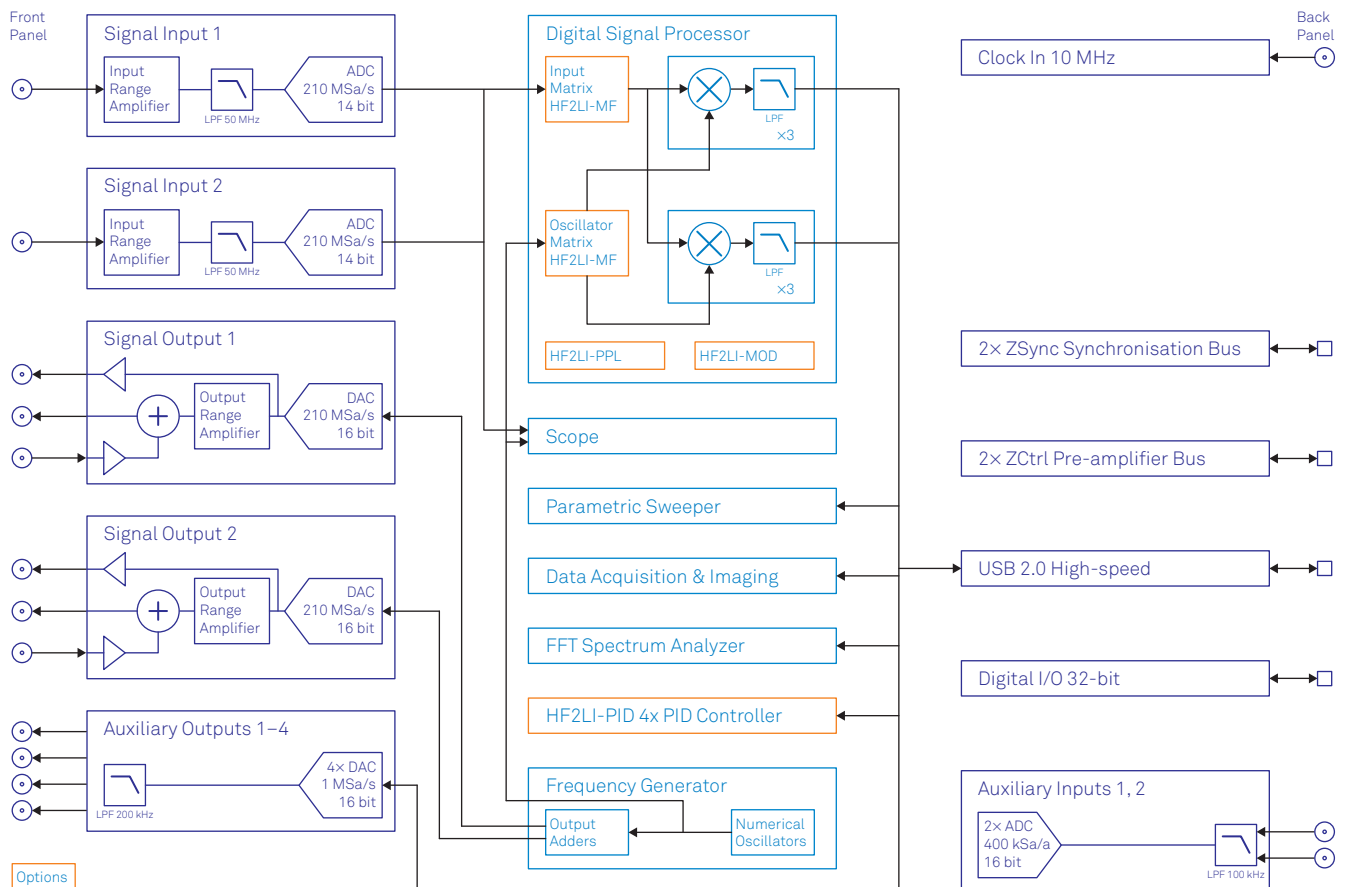 Front
Panel
Signal Input 1
Input
Range
Amplifier
LPF 50 MHz
ADC
210 MSa/s
14 bit
Signal Input 2
Input
Range
Amplifier
LPF 50 MHz
ADC
210 MSa/s
14 bit
Signal Output 1
Output
Range
Amplifier
DAC
210 MSa/s
16 bit
Signal Output 2
Output
Range
Amplifier
DAC
210 MSa/s
16 bit
Auxiliary Outputs 1–4
LPF 200 kHz
4× DAC
1 MSa/s
16 bit
Options
Digital Signal Processor
Input
Matrix
HF2LI-MF
LPF
×3
Oscillator
Matrix
HF2LI-MF
LPF
×3
HF2LI-PPL
HF2LI-MOD
Scope
Parametric Sweeper
Data Acquisition & Imaging
FFT Spectrum Analyzer
HF2LI-PID 4x PID Controller
Frequency Generator
Output
Adders
Numerical
Oscillators
Back
Panel
Clock In 10 MHz
2× ZSync Synchronisation Bus
2× ZCtrl Pre-amplifier Bus
USB 2.0 High-speed
Digital I/O 32-bit
Auxiliary Inputs 1, 2
2× ADC
400 kSa/a
16 bit
LPF 100 kHz